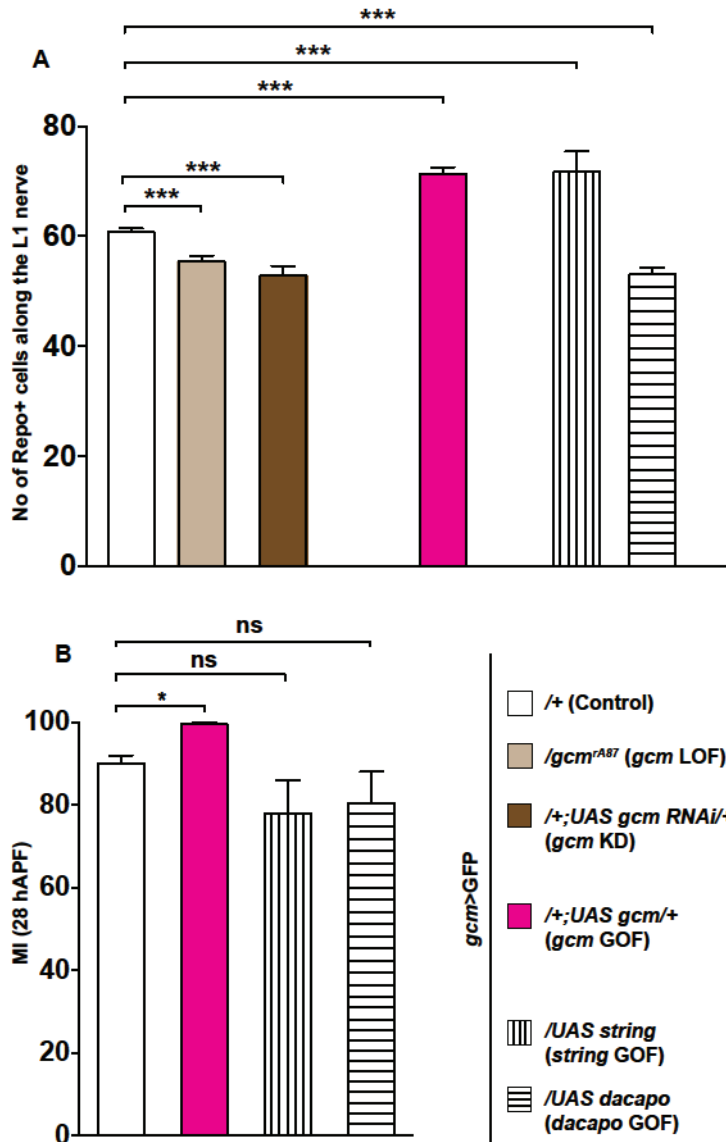 ***
***
A
***
80
***
***
60
40
20
0
No of Repo+ cells along the L1 nerve
ns
B
ns
*
100
80
60
40
20
0
MI (28 hAPF)
gcm>GFP
/+ (Control)
/gcmrA87 (gcm LOF)
/+;UAS gcm RNAi/+
(gcm KD)
/+;UAS gcm/+
(gcm GOF)
/UAS string
(string GOF)
/UAS dacapo
(dacapo GOF)